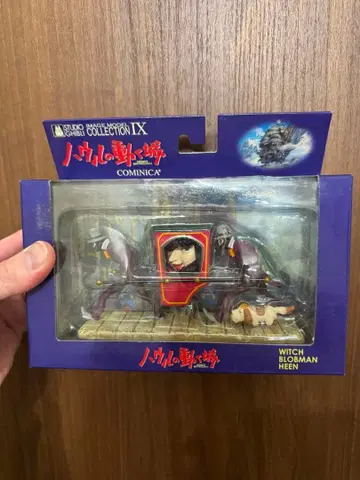 STUDIO GHIBLI
IMAGE MODEL COLLECTION IX
ハウルの動く城
COMINICA
ハウルの動く城
WITCH
BLOBMAN
HEEN